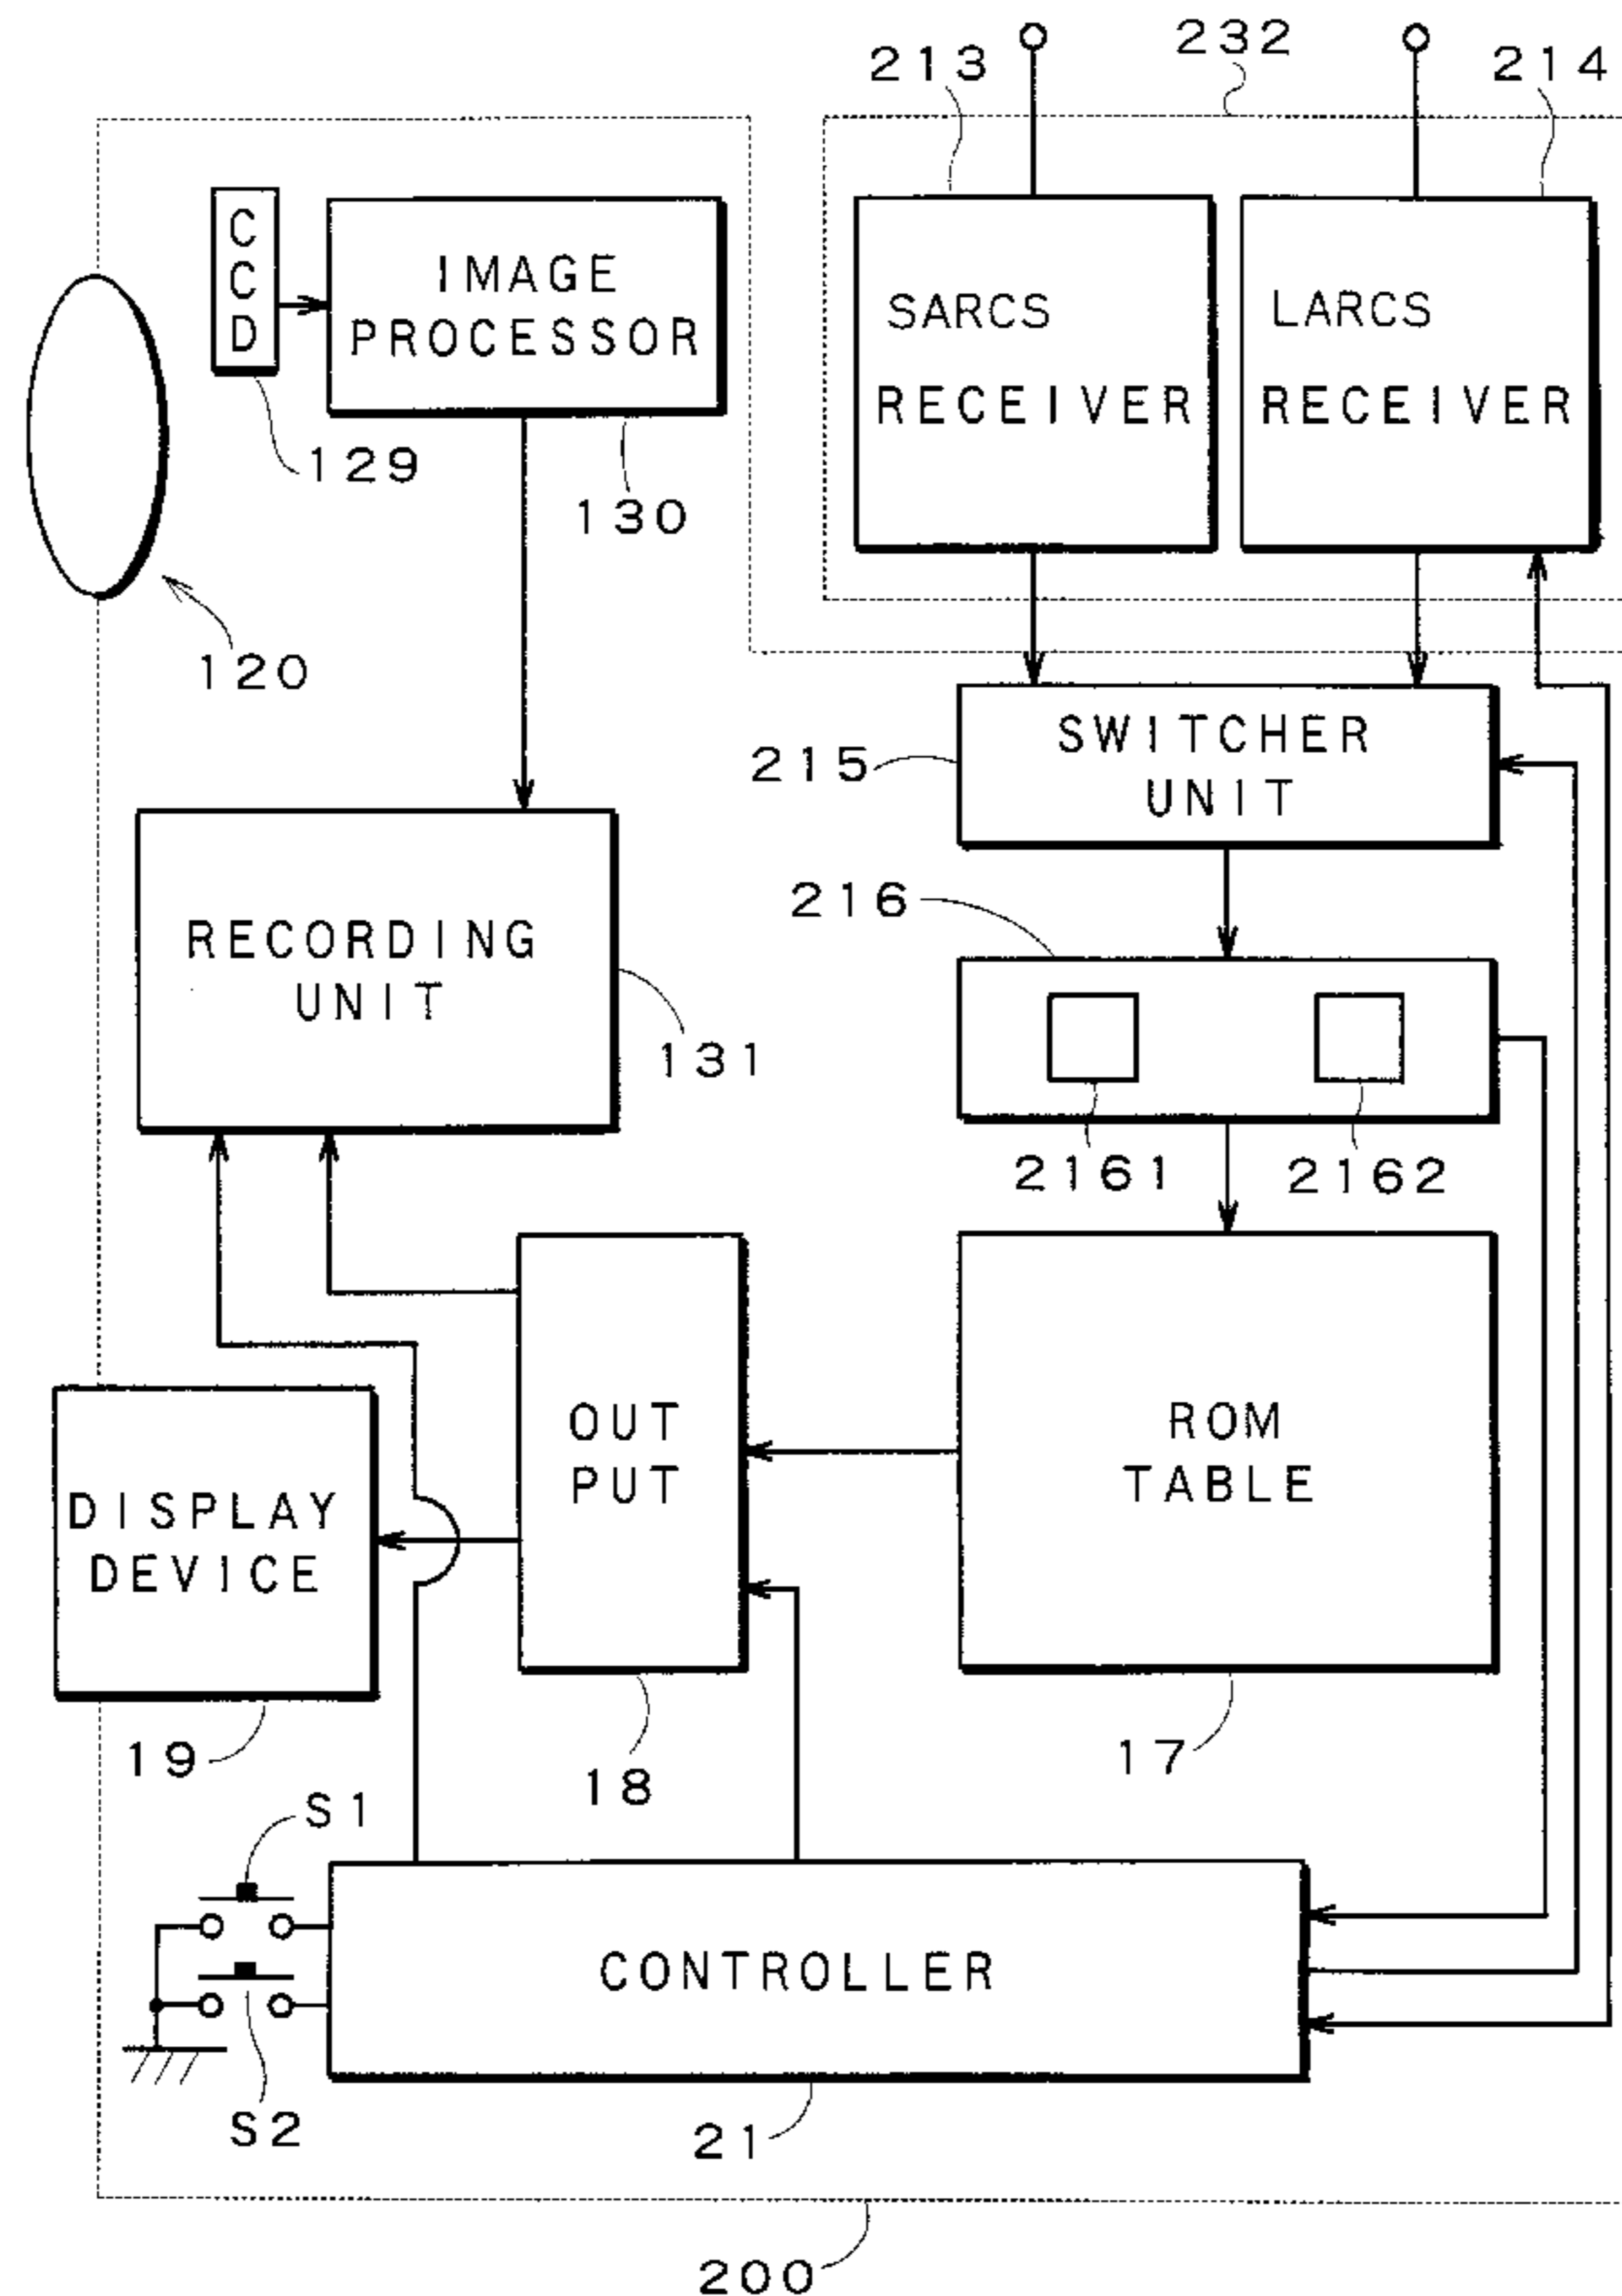 232
213
214
C
C
D
IMAGE
PROCESSOR
SARCS
RECEIVER
LARCS
RECEIVER
129
130
120
SWITCHER
UNIT
215
216
RECORDING
UNIT
131
2161
2162
OUT
PUT
ROM
TABLE
DISPLAY
DEVICE
19
18
17
S1
CONTROLLER
S2
21
200